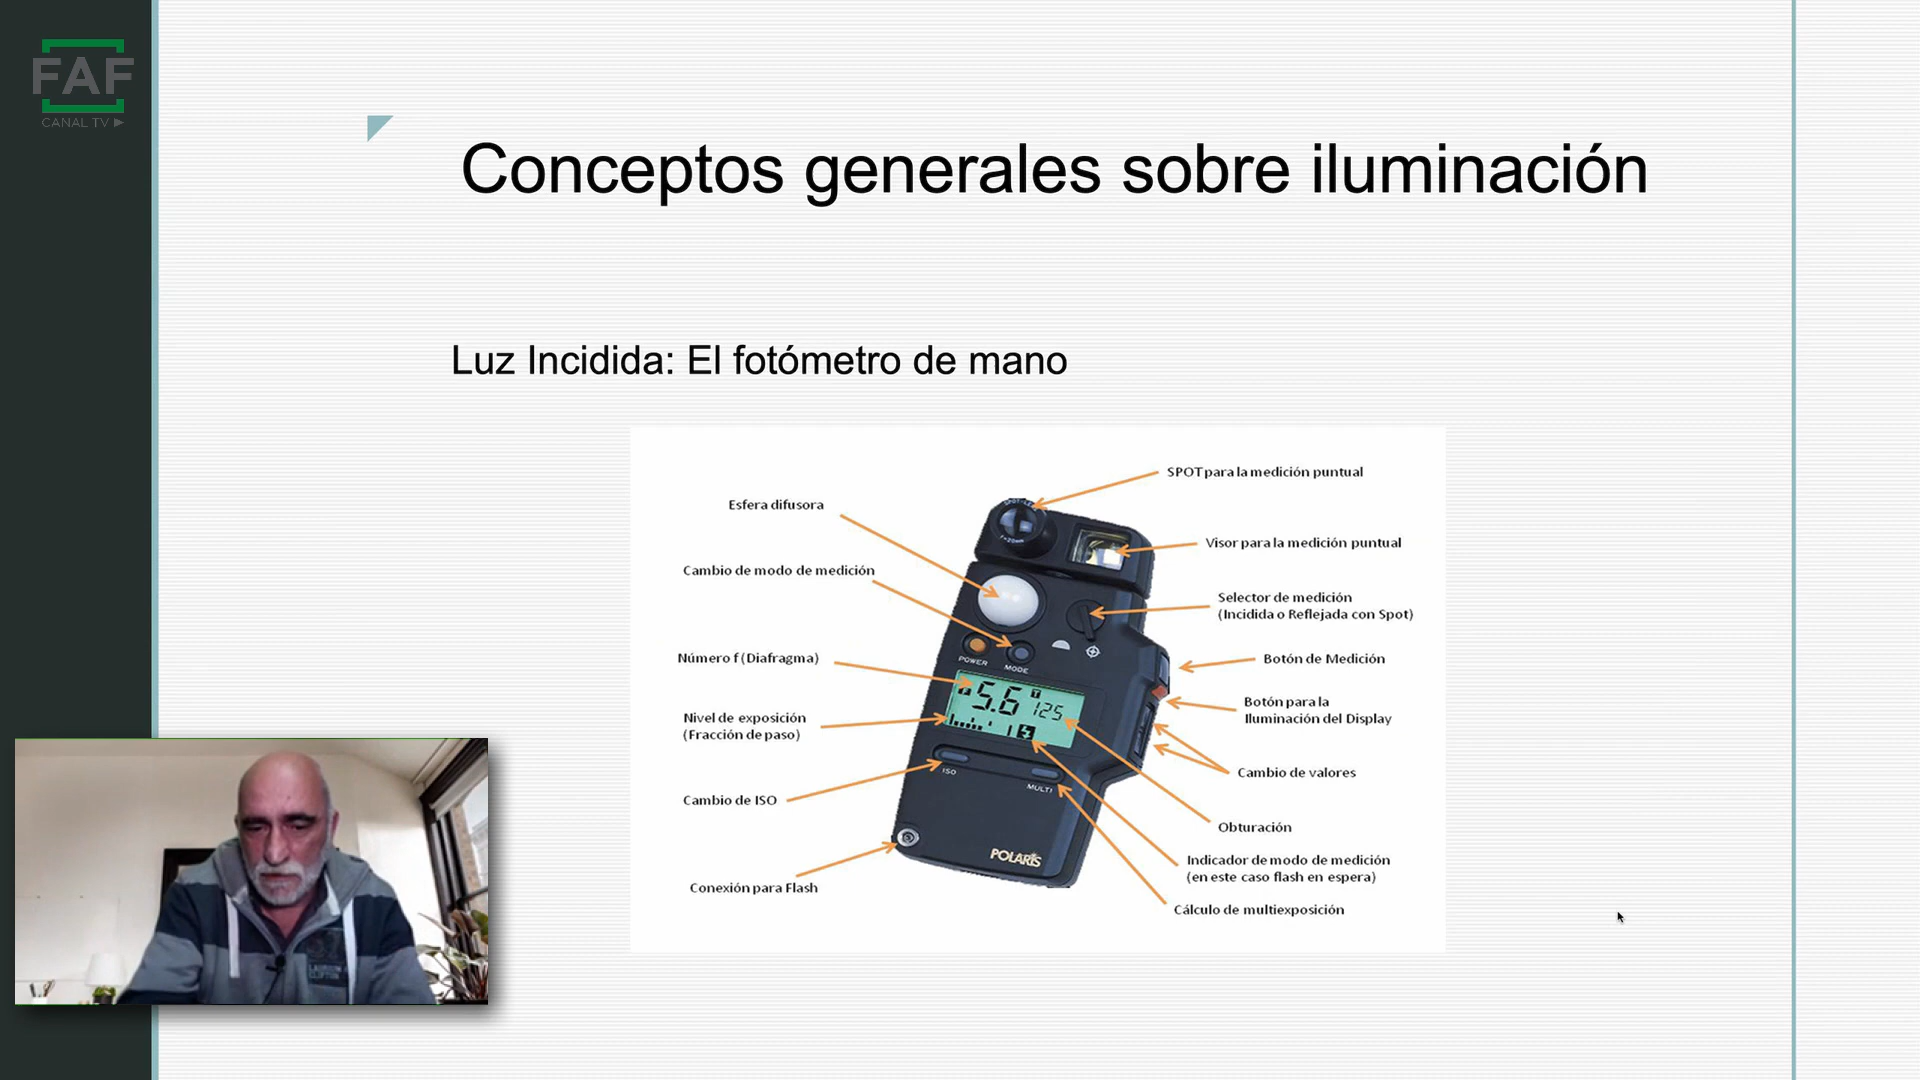 FAF
CANAL TV
Conceptos generales sobre iluminación
Luz Incidida: El fotómetro de mano
SPOT para la medición puntual
Esfera difusora
Visor para la medición puntual
Cambio de modo de medición
Selector de medición
(Incidida o Reflejada con Spot)
Número f (Diafragma)
Botón de Medición
Botón para la
Iluminación del Display
Nivel de exposición
(Fracción de paso)
Cambio de valores
Cambio de ISO
Obturación
Indicador de modo de medición
(en este caso flash en espera)
Conexión para Flash
Cálculo de multiexposición
POWER
MODE
5.6
125
ISO
MULTI
POLARIS